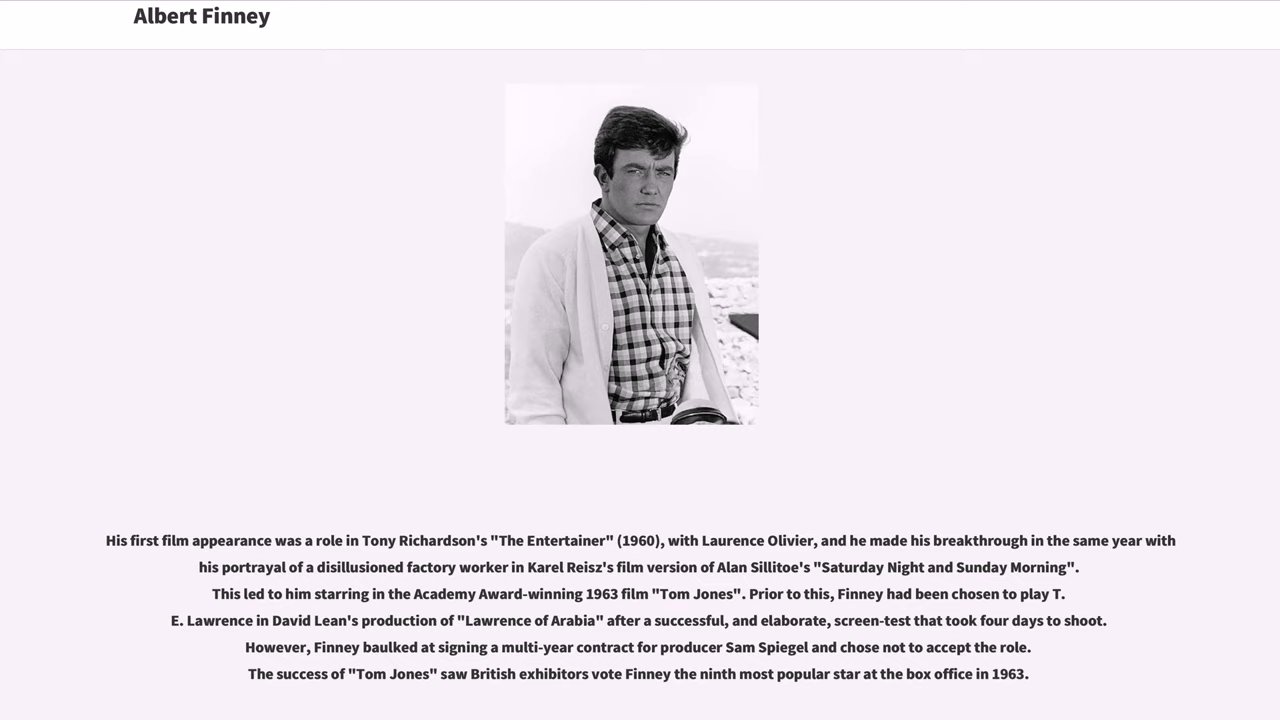 Albert Finney
His first film appearance was a role in Tony Richardson's "The Entertainer" (1960), with Laurence Olivier, and he made his breakthrough in the same year with
his portrayal of a disillusioned factory worker in Karel Reisz's film version of Alan Sillitoe's "Saturday Night and Sunday Morning".
This led to him starring in the Academy Award-winning 1963 film "Tom Jones". Prior to this, Finney had been chosen to play T.
E. Lawrence in David Lean's production of "Lawrence of Arabia" after a successful, and elaborate, screen-test that took four days to shoot.
However, Finney baulked at signing a multi-year contract for producer Sam Spiegel and chose not to accept the role.
The success of "Tom Jones" saw British exhibitors vote Finney the ninth most popular star at the box office in 1963.